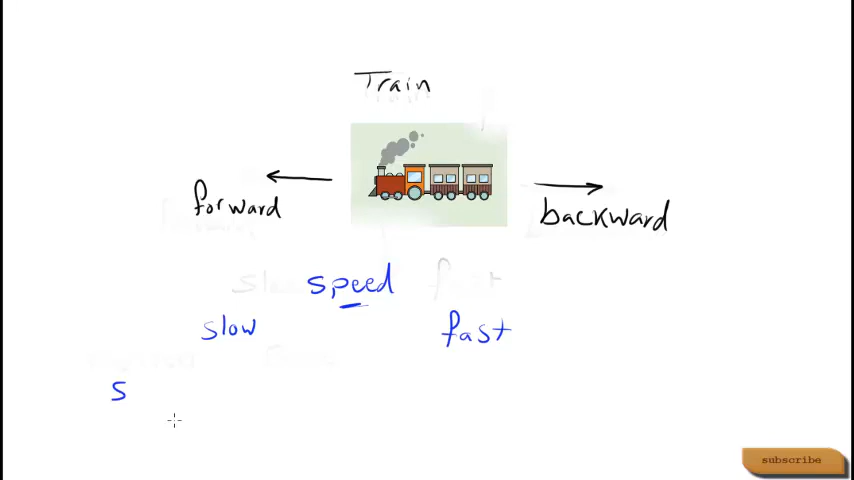 Train
forward
backward
speed
slow fast
s
subscribe